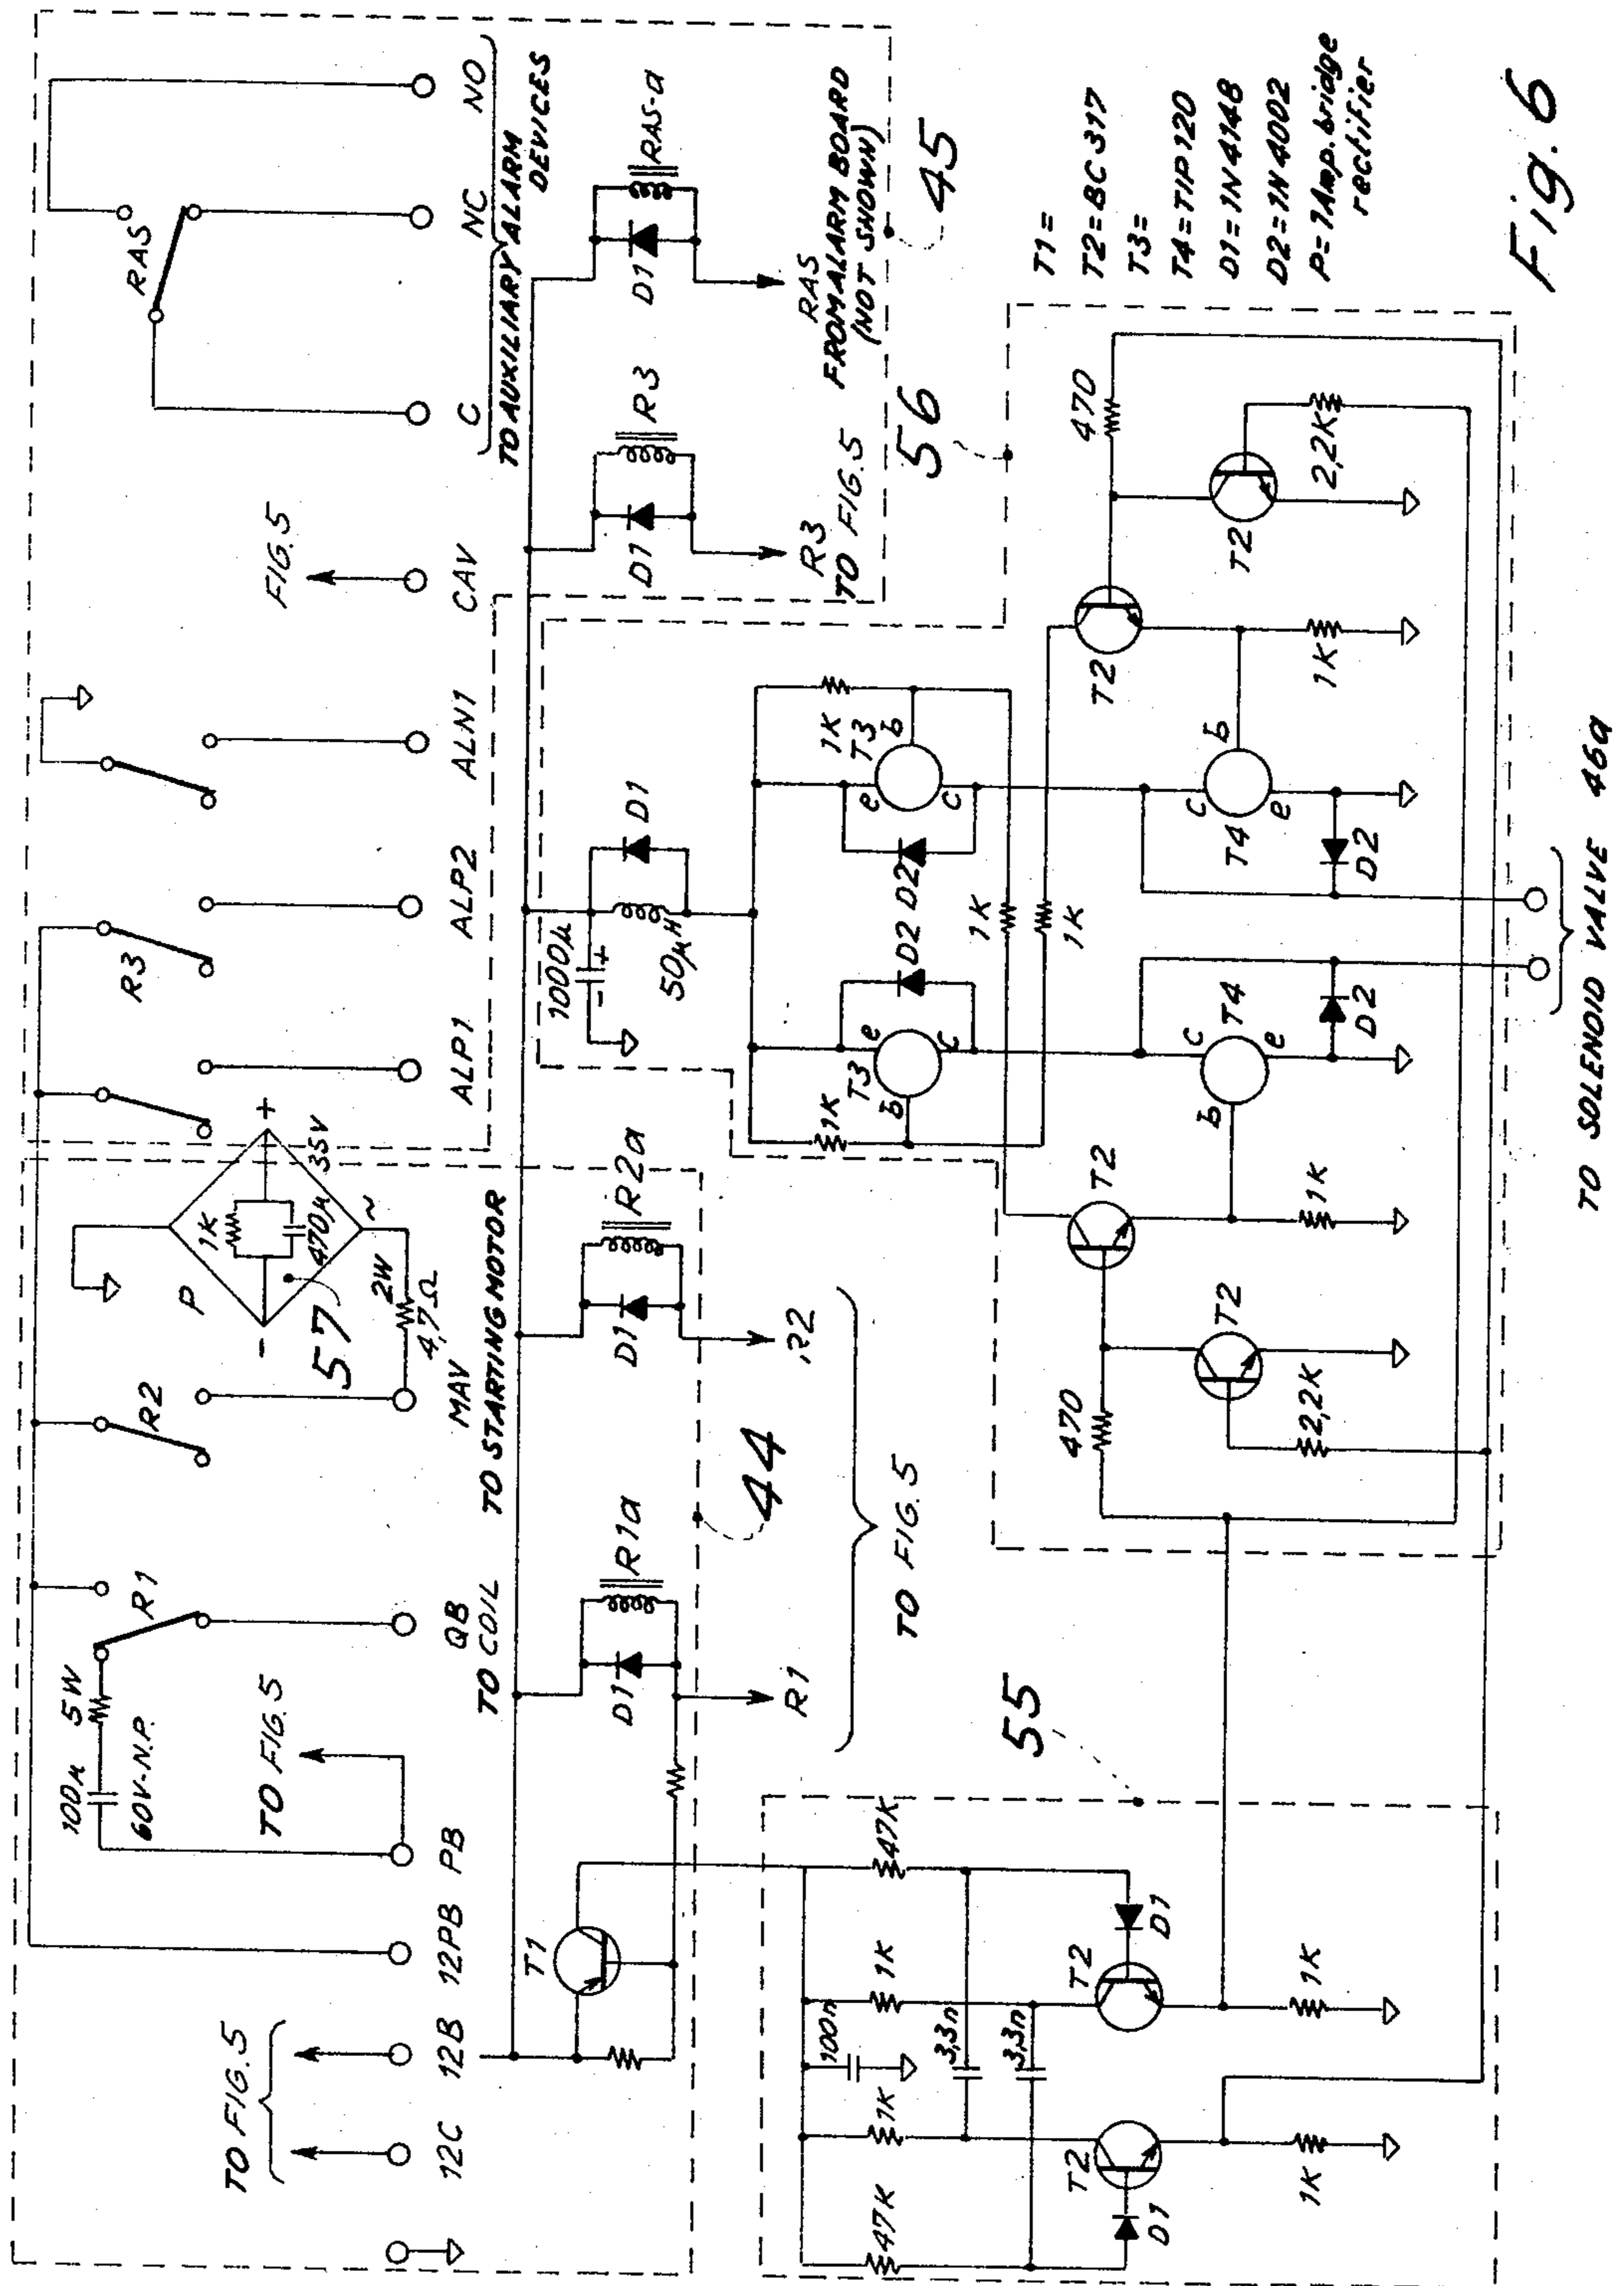 TO FIG.5
12C
12B
12PB
PB
TO FIG.5
100µ
5W
60V-N.P.
R1
QB
TO COIL
R2
MAV
TO STARTING MOTOR
P
57
1K
470µ
35V
-
+
~
2W
4,7Ω
ALP1
R3
ALP2
ALN1
FIG.5
CAV
RAS
C
NC
NO
TO AUXILIARY ALARM
DEVICES
T1
D1
R1a
R1
D1
R2a
R2
TO FIG.5
44
1000µ
-
+
50µH
D1
D1
R3
R3
TO FIG.5
D1
RAS-a
RAS
FROM ALARM BOARD
(NOT SHOWN)
45
56
55
47K
1K
100n
1K
47K
3,3n
3,3n
D1
T2
T2
D1
1K
1K
1K
T3
e
b
c
D2
D2
1K
T3
e
b
c
1K
1K
470
T2
T2
2,2K
1K
b
c
T4
e
D2
c
b
T4
e
D2
T2
1K
470
T2
2,2K
TO SOLENOID VALVE 46a
T1=
T2=BC317
T3=
T4=TIP120
D1=1N4148
D2=1N4002
P=1Amp.bridge
rectifier
Fig.6